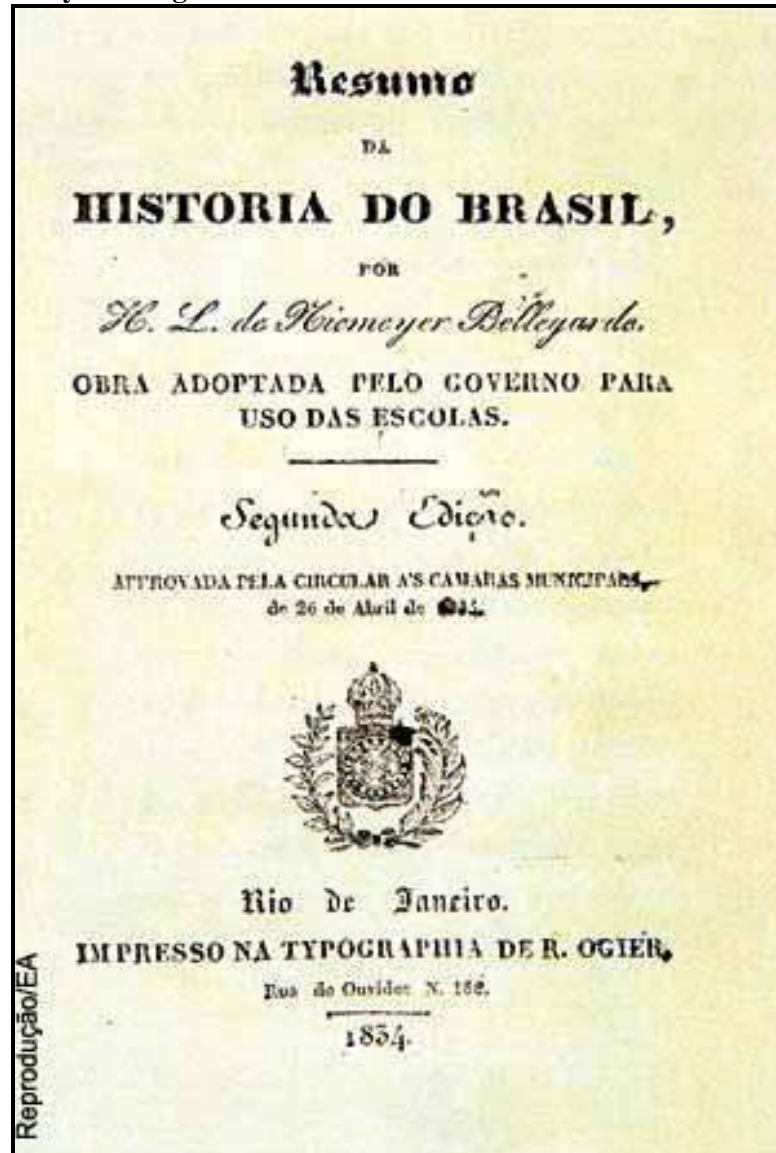 Resumo
DA
HISTORIA DO BRASIL,
POR
H. L. de Niemeyer Bellegarde.
OBRA ADOPTADA PELO GOVERNO PARA
USO DAS ESCOLAS.
Segunda Edição.
APPROVADA PELA CIRCULAR A'S CAMARAS MUNICIPAES,
de 26 de Abril de
Rio de Janeiro.
IMPRESSO NA TYPOGRAPHIA DE R. OGIER,
Rua do Ouvidor N. 188.
1834.
Reprodução/EA